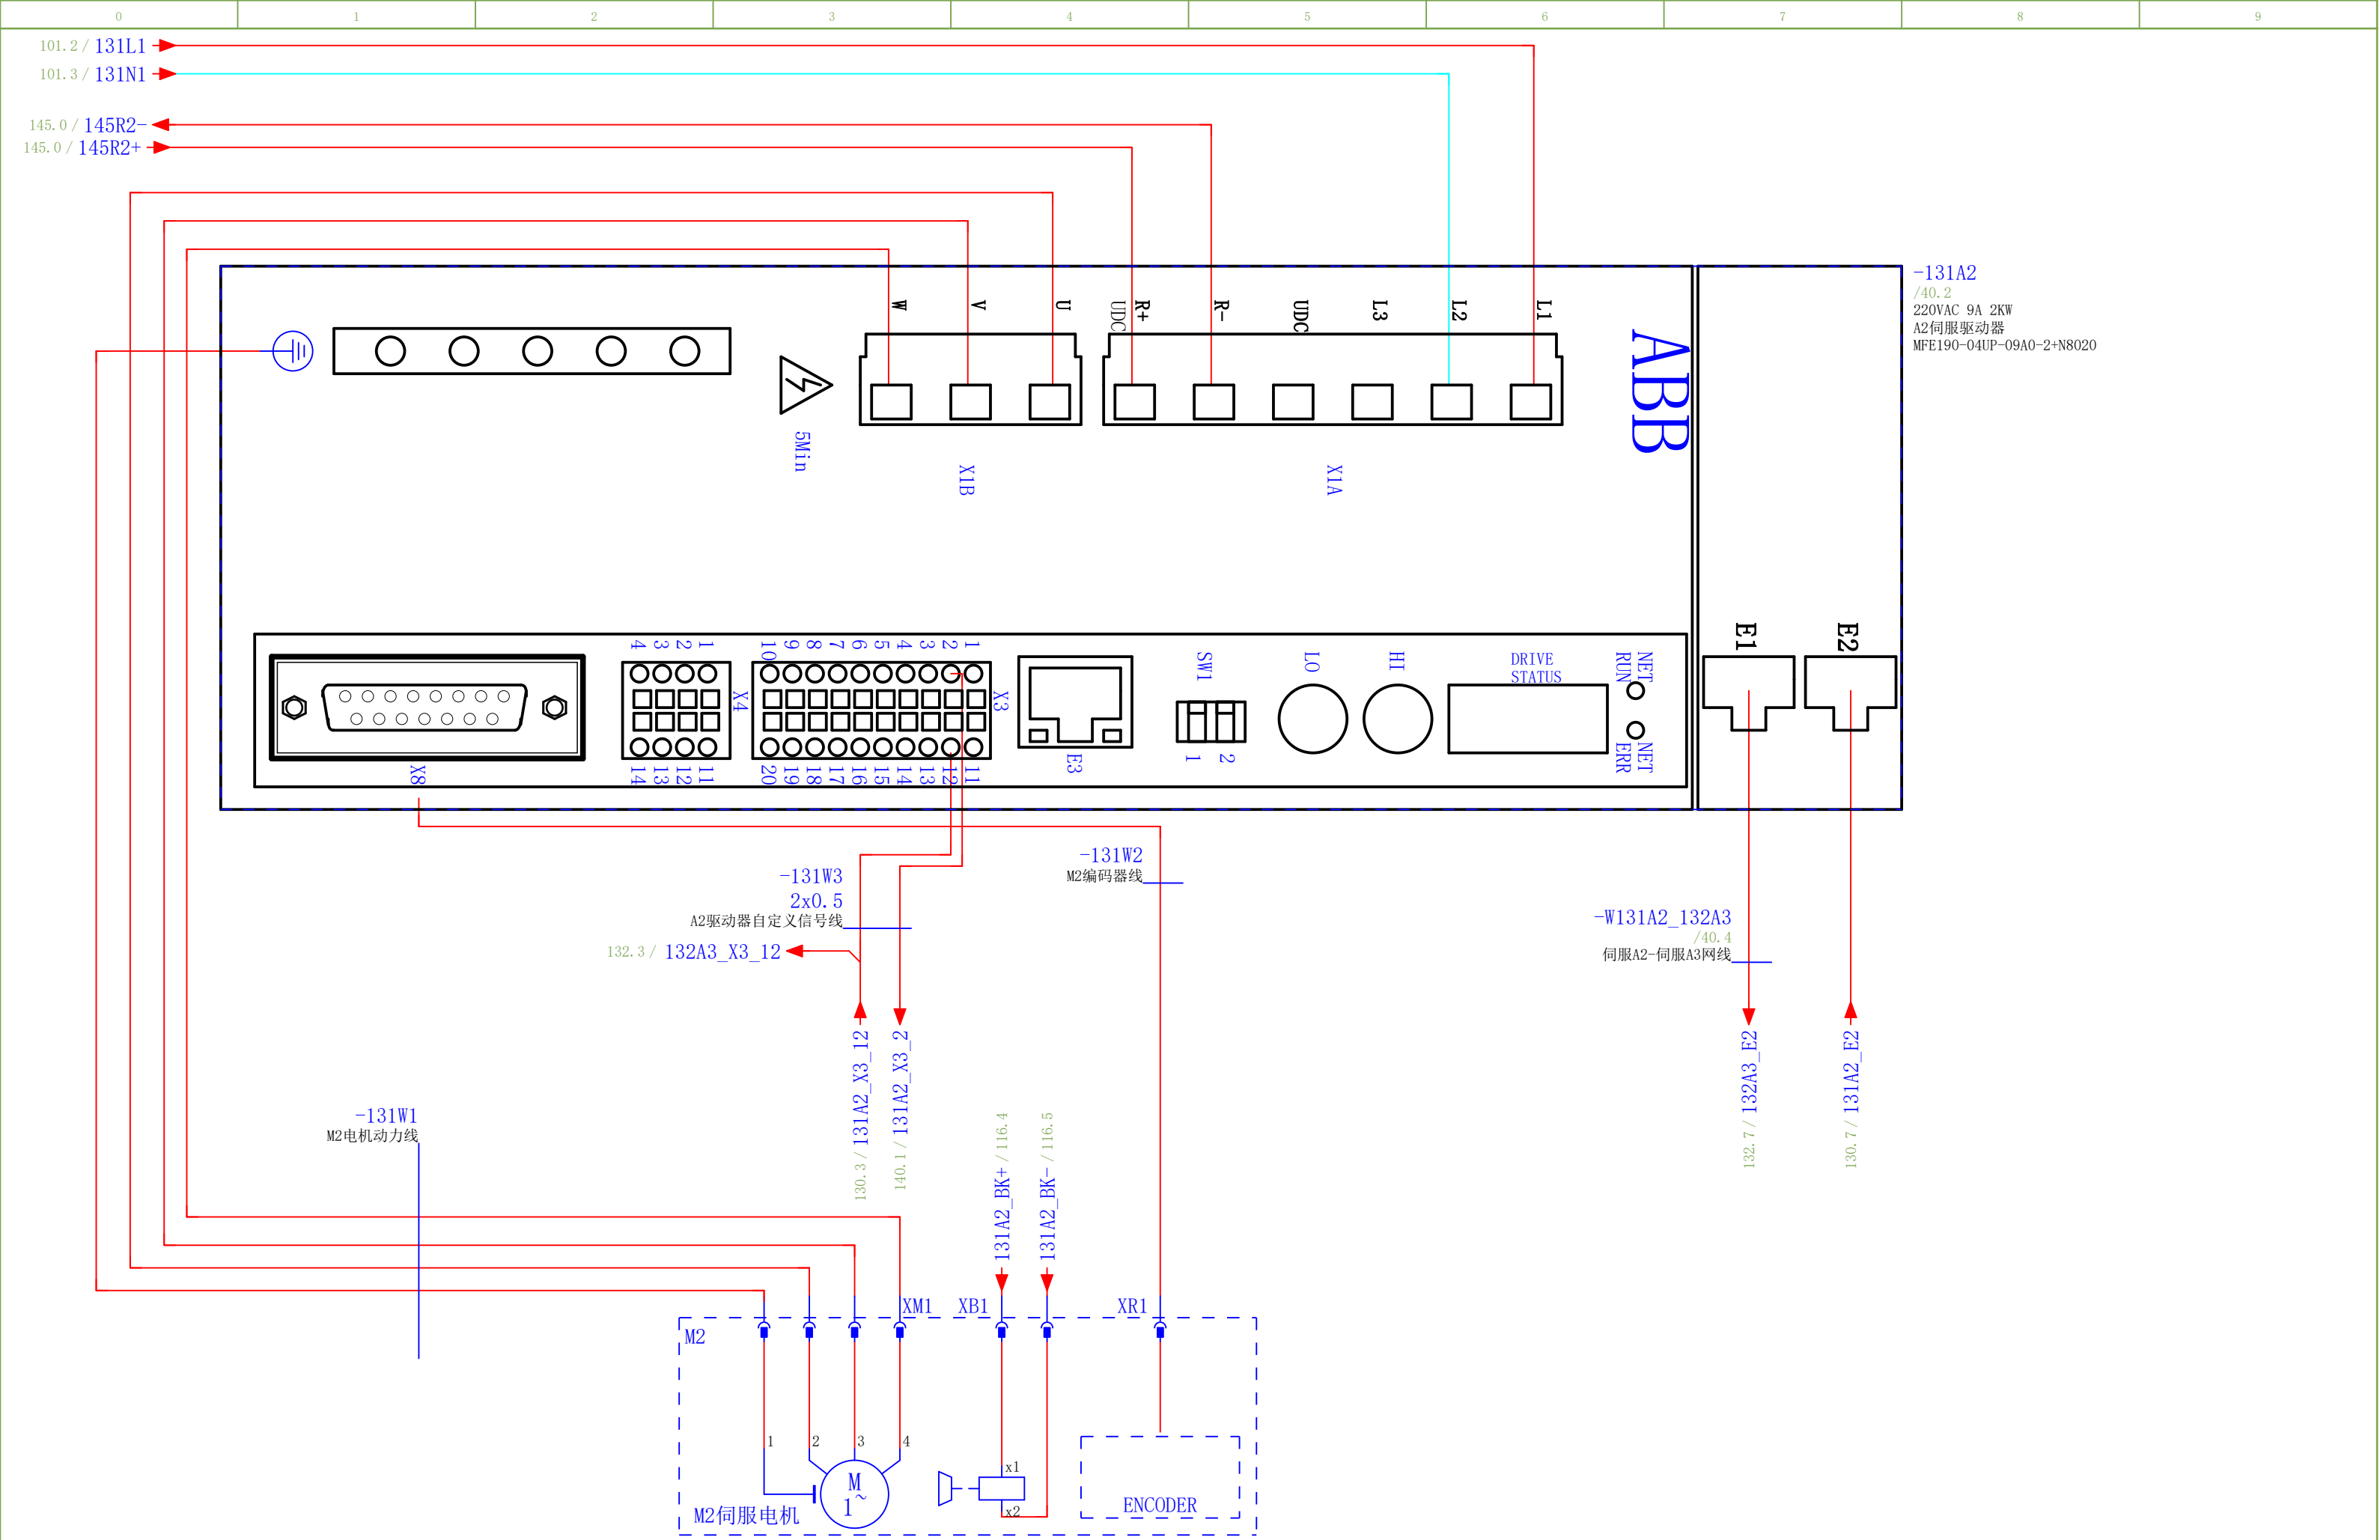 0 1 2 3 4 5 6 7 8 9
101.2 / 131L1
101.3 / 131N1
145.0 / 145R2-
145.0 / 145R2+
-131A2
/40.2
220VAC 9A 2KW
A2伺服驱动器
MFE190-04UP-09A0-2+N8020
W V U UDC R+ R- UDC L3 L2 L1
ABB
5Min
X1B
X1A
E1 E2
4 3 2 1
10 9 8 7 6 5 4 3 2 1
SW1
LO
HI
DRIVE
STATUS
NET
RUN
X4
X3
X8
14 13 12 11
20 19 18 17 16 15 14 13 12 11
E3
1 2
NET
ERR
-131W3
2x0.5
A2驱动器自定义信号线
132.3 / 132A3_X3_12
-131W2
M2编码器线
-W131A2_132A3
/40.4
伺服A2-伺服A3网线
130.3 / 131A2_X3_12
140.1 / 131A2_X3_2
131A2_BK+ / 116.4
131A2_BK- / 116.5
132.7 / 132A3_E2
130.7 / 131A2_E2
-131W1
M2电机动力线
XM1 XB1 XR1
M2
1 2 3 4
M
1~
x1
x2
M2伺服电机
ENCODER